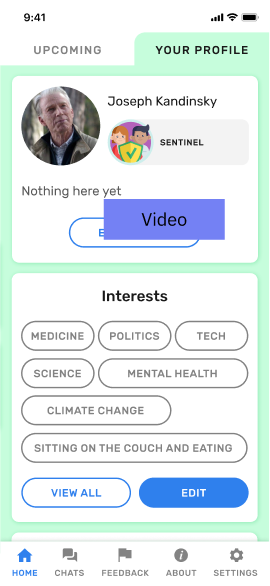 9:41
UPCOMING
YOUR PROFILE
Joseph Kandinsky
SENTINEL
Nothing here yet
Video
Interests
MEDICINE
POLITICS
TECH
SCIENCE
MENTAL HEALTH
CLIMATE CHANGE
SITTING ON THE COUCH AND EATING
VIEW ALL
EDIT
HOME
CHATS
FEEDBACK
ABOUT
SETTINGS